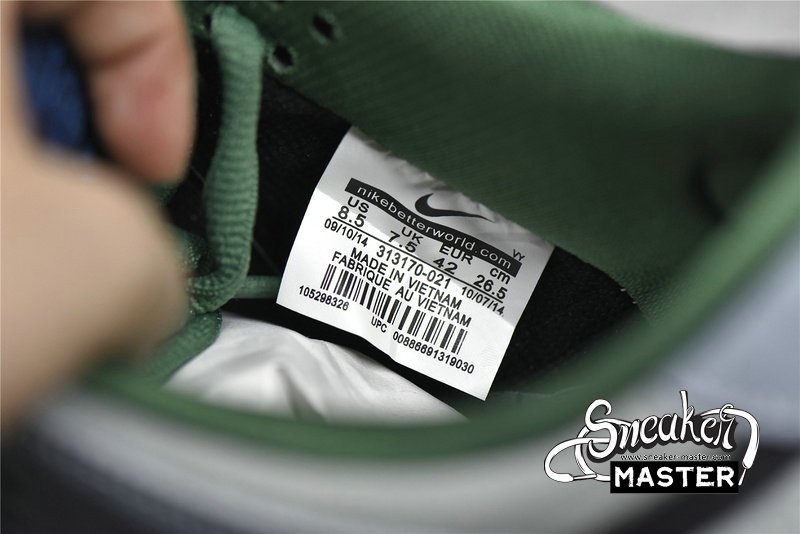 nikebetterworld.com
US UK EUR cm
8.5 7.5 42 26.5
VY
09/10/14 313170-021 10/07/14
MADE IN VIETNAM
FABRIQUE AU VIETNAM
105298326 UPC 00886691319030
Sneaker
www.sneaker-master.com
MASTER